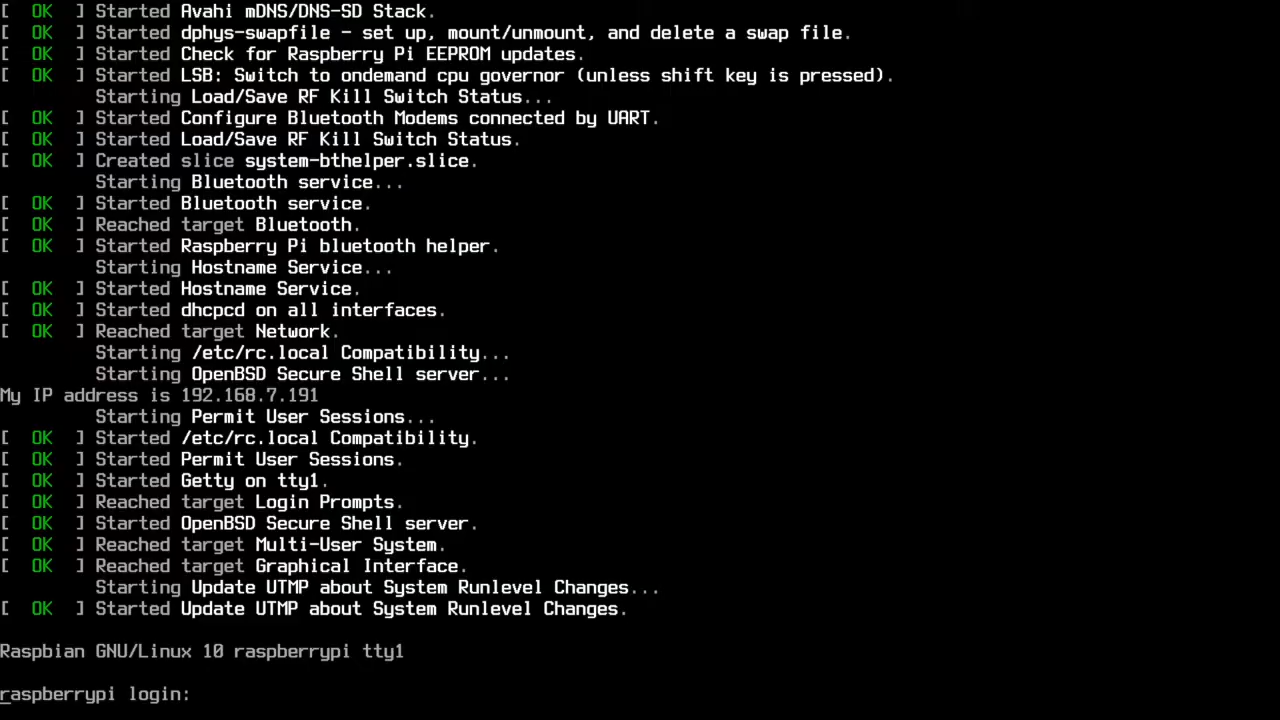 [  OK  ] Started Avahi mDNS/DNS-SD Stack.
[  OK  ] Started dphys-swapfile - set up, mount/unmount, and delete a swap file.
[  OK  ] Started Check for Raspberry Pi EEPROM updates.
[  OK  ] Started LSB: Switch to ondemand cpu governor (unless shift key is pressed).
         Starting Load/Save RF Kill Switch Status...
[  OK  ] Started Configure Bluetooth Modems connected by UART.
[  OK  ] Started Load/Save RF Kill Switch Status.
[  OK  ] Created slice system-bthelper.slice.
         Starting Bluetooth service...
[  OK  ] Started Bluetooth service.
[  OK  ] Reached target Bluetooth.
[  OK  ] Started Raspberry Pi bluetooth helper.
         Starting Hostname Service...
[  OK  ] Started Hostname Service.
[  OK  ] Started dhcpcd on all interfaces.
[  OK  ] Reached target Network.
         Starting /etc/rc.local Compatibility...
         Starting OpenBSD Secure Shell server...
My IP address is 192.168.7.191
         Starting Permit User Sessions...
[  OK  ] Started /etc/rc.local Compatibility.
[  OK  ] Started Permit User Sessions.
[  OK  ] Started Getty on tty1.
[  OK  ] Reached target Login Prompts.
[  OK  ] Started OpenBSD Secure Shell server.
[  OK  ] Reached target Multi-User System.
[  OK  ] Reached target Graphical Interface.
         Starting Update UTMP about System Runlevel Changes...
[  OK  ] Started Update UTMP about System Runlevel Changes.
Raspbian GNU/Linux 10 raspberrypi tty1
raspberrypi login: